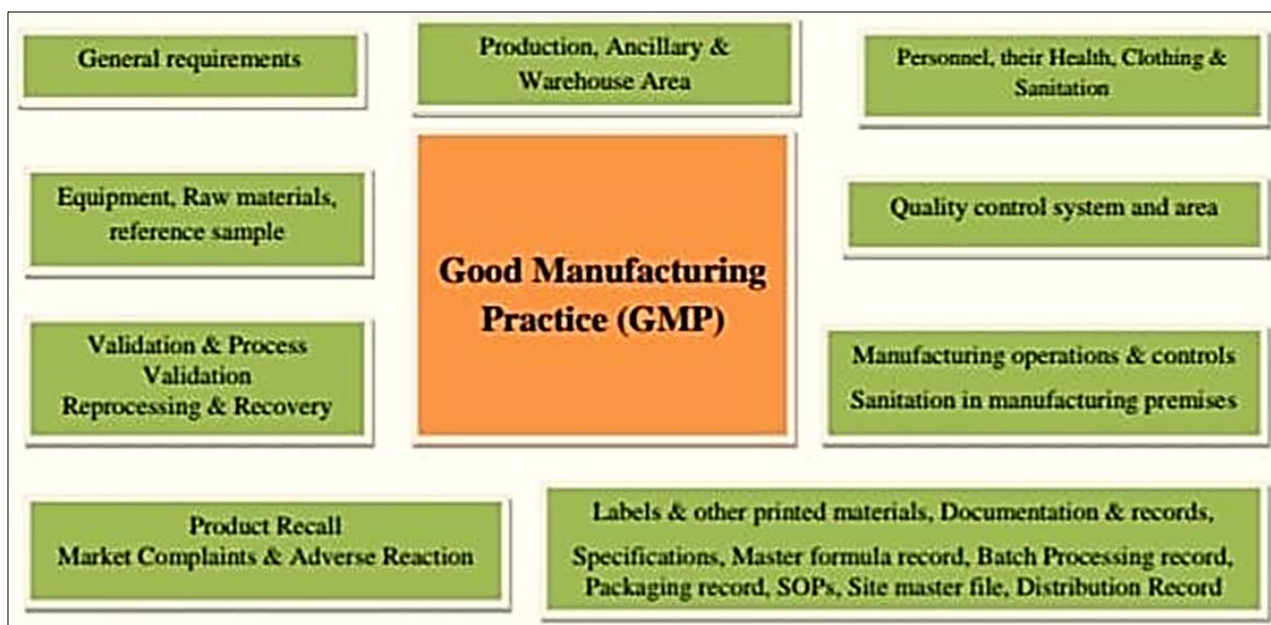 General requirements
Production, Ancillary &
Warehouse Area
Personnel, their Health, Clothing &
Sanitation
Equipment, Raw materials,
reference sample
Good Manufacturing
Practice (GMP)
Quality control system and area
Validation & Process
Validation
Reprocessing & Recovery
Manufacturing operations & controls
Sanitation in manufacturing premises
Product Recall
Market Complaints & Adverse Reaction
Labels & other printed materials, Documentation & records,
Specifications, Master formula record, Batch Processing record,
Packaging record, SOPs, Site master file, Distribution Record